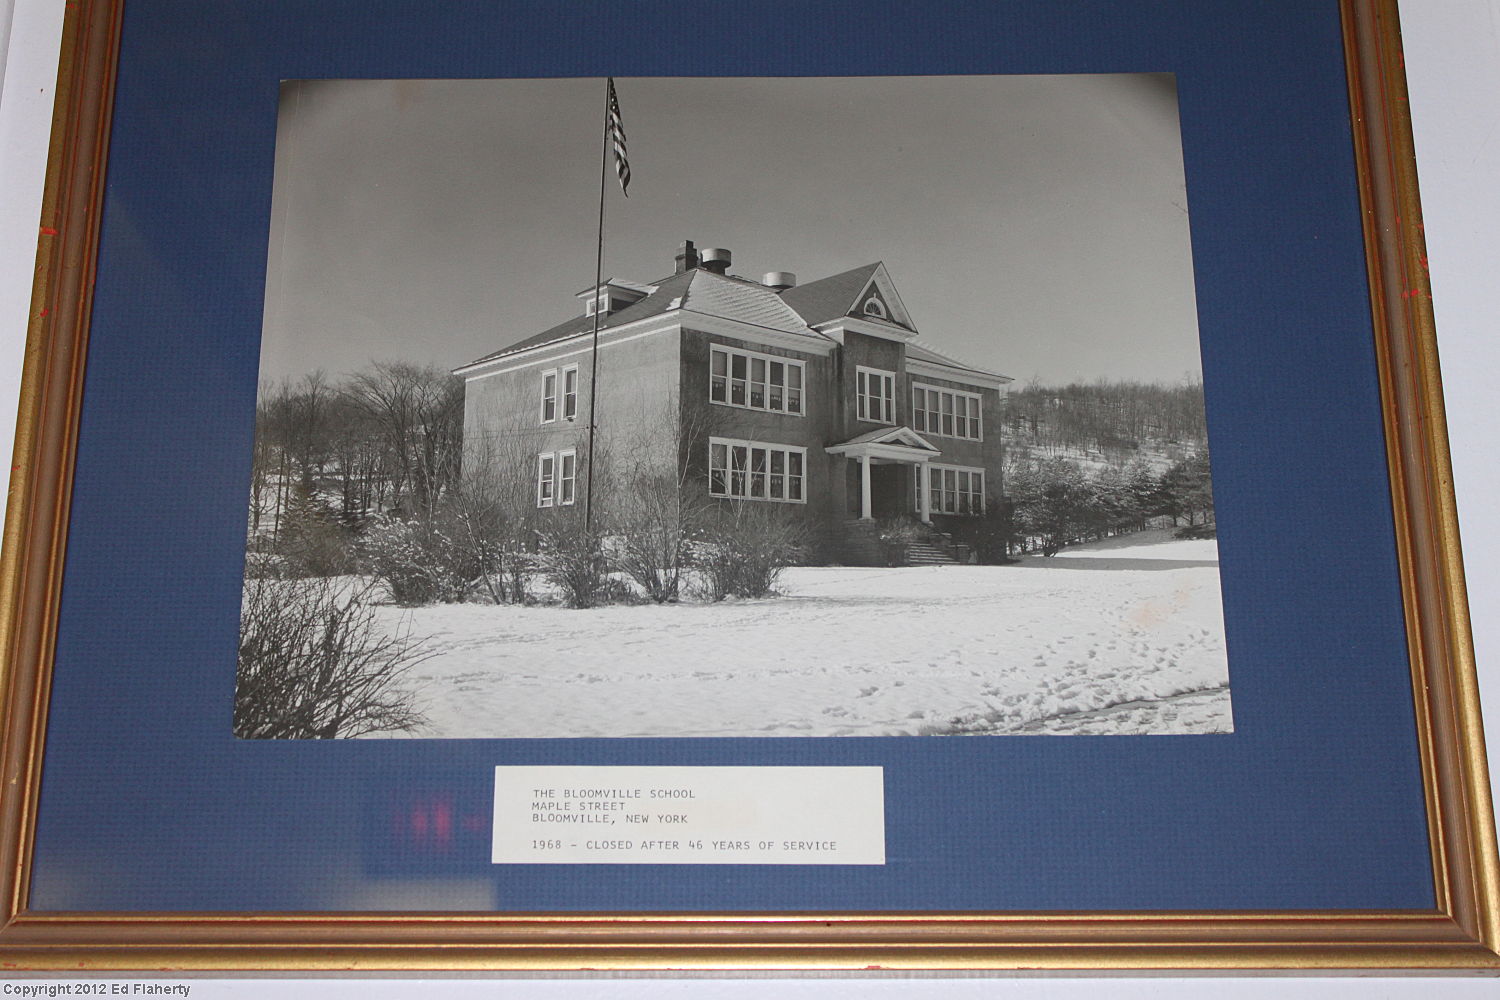 THE BLOOMVILLE SCHOOL
MAPLE STREET
BLOOMVILLE, NEW YORK
1968 - CLOSED AFTER 46 YEARS OF SERVICE
Copyright 2012 Ed Flaherty